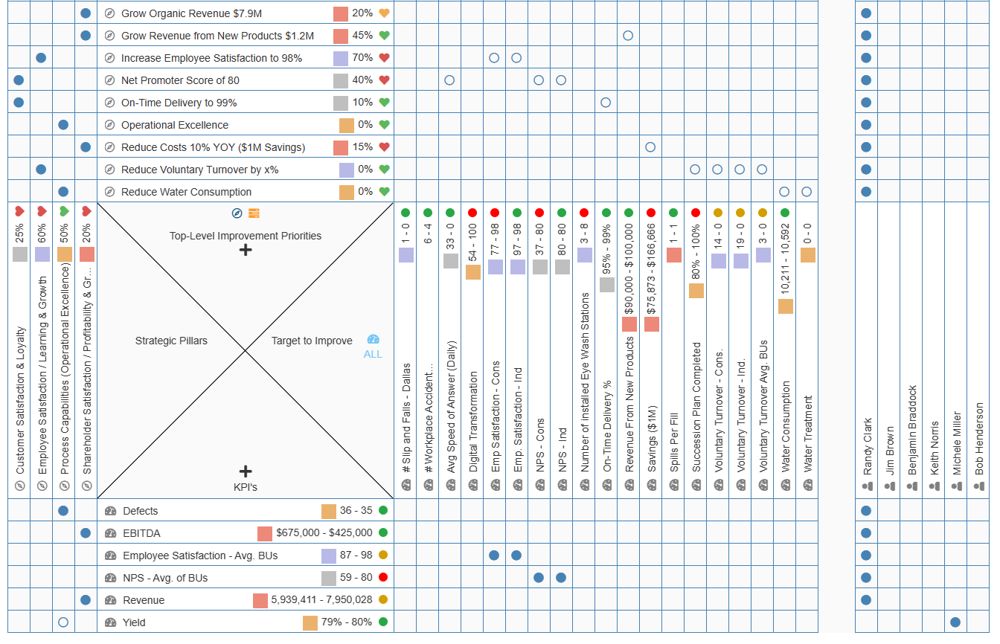 Grow Organic Revenue $7.9M 20%
Grow Revenue from New Products $1.2M 45%
Increase Employee Satisfaction to 98% 70%
Net Promoter Score of 80 40%
On-Time Delivery to 99% 10%
Operational Excellence 0%
Reduce Costs 10% YOY ($1M Savings) 15%
Reduce Voluntary Turnover by x% 0%
Reduce Water Consumption 0%
Customer Satisfaction & Loyalty 25%
Employee Satisfaction / Learning & Growth 60%
Process Capabilities (Operational Excellence) 50%
Shareholder Satisfaction / Profitability & Gr... 20%
Top-Level Improvement Priorities
Strategic Pillars
Target to Improve
ALL
KPI's
# Slip and Falls - Dallas 1 - 0
# Workplace Accident... 6 - 4
Avg Speed of Answer (Daily) 33 - 0
Digital Transformation 54 - 100
Emp Satisfaction - Cons 77 - 98
Emp. Satisfaction - Ind 97 - 98
NPS - Cons 37 - 80
NPS - Ind 80 - 80
Number of installed Eye Wash Stations 3 - 8
On-Time Delivery % 95% - 99%
Revenue From New Products $90,000 - $100,000
Savings ($1M) $75,873 - $166,666
Spills Per Fill 1 - 1
Succession Plan Completed 80% - 100%
Voluntary Turnover - Cons. 14 - 0
Voluntary Turnover - Ind. 19 - 0
Voluntary Turnover Avg. BUs 3 - 0
Water Consumption 10,211 - 10,592
Water Treatment 0 - 0
Randy Clark
Jim Brown
Benjamin Braddock
Keith Norris
Michele Miller
Bob Henderson
Defects 36 - 35
EBITDA $675,000 - $425,000
Employee Satisfaction - Avg. BUs 87 - 98
NPS - Avg. of BUs 59 - 80
Revenue 5,939,411 - 7,950,028
Yield 79% - 80%